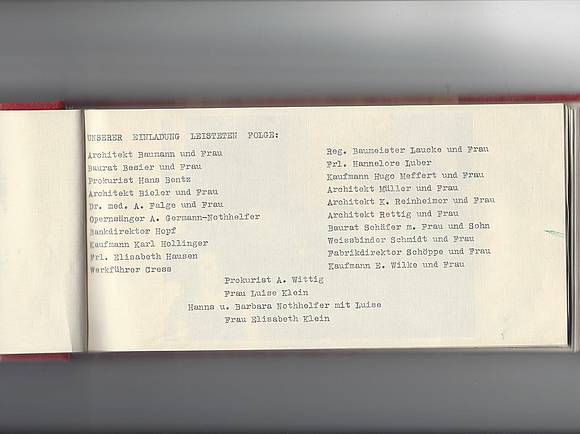 UNSERER EINLADUNG LEISTETEN FOLGE:
Architekt Baumann und Frau
Baurat Besier und Frau
Prokurist Hans Bentz
Architekt Bieler und Frau
Dr. med. A. Falge und Frau
Opernsänger A. Germann-Nothhelfer
Bankdirektor Hopf
Kaufmann Karl Hollinger
Frl. Elisabeth Hausen
Werkführer Gress
Reg. Baumeister Laucke und Frau
Frl. Hannelore Luber
Kaufmann Hugo Meffert und Frau
Architekt Müller und Frau
Architekt K. Reinheimer und Frau
Architekt Rettig und Frau
Baurat Schäfer m. Frau und Sohn
Weissbinder Schmidt und Frau
Fabrikdirektor Schöppe und Frau
Kaufmann E. Wilke und Frau
Prokurist A. Wittig
Frau Luise Klein
Hanns u. Barbara Nothhelfer mit Luise
Frau Elisabeth Klein